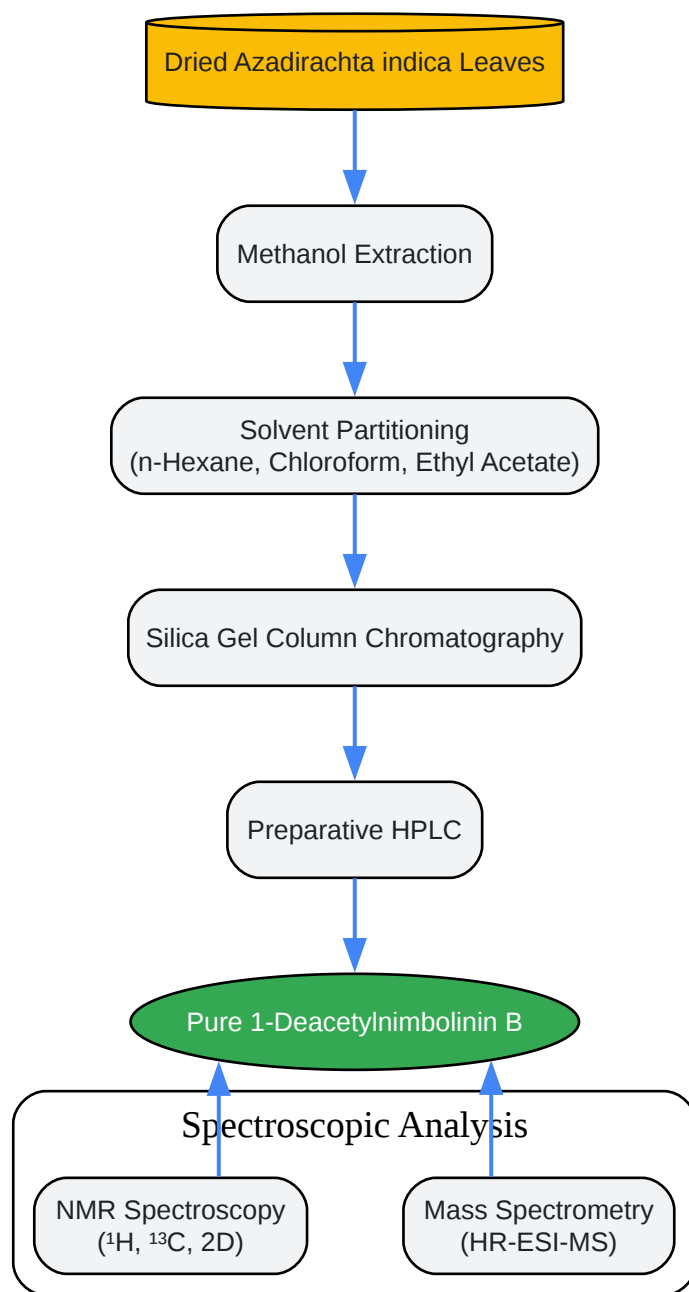 Dried Azadirachta indica Leaves
Methanol Extraction
Solvent Partitioning
(n-Hexane, Chloroform, Ethyl Acetate)
Silica Gel Column Chromatography
Preparative HPLC
Pure 1-Deacetylnimbolinin B
Spectroscopic Analysis
NMR Spectroscopy
(¹H, ¹³C, 2D)
Mass Spectrometry
(HR-ESI-MS)